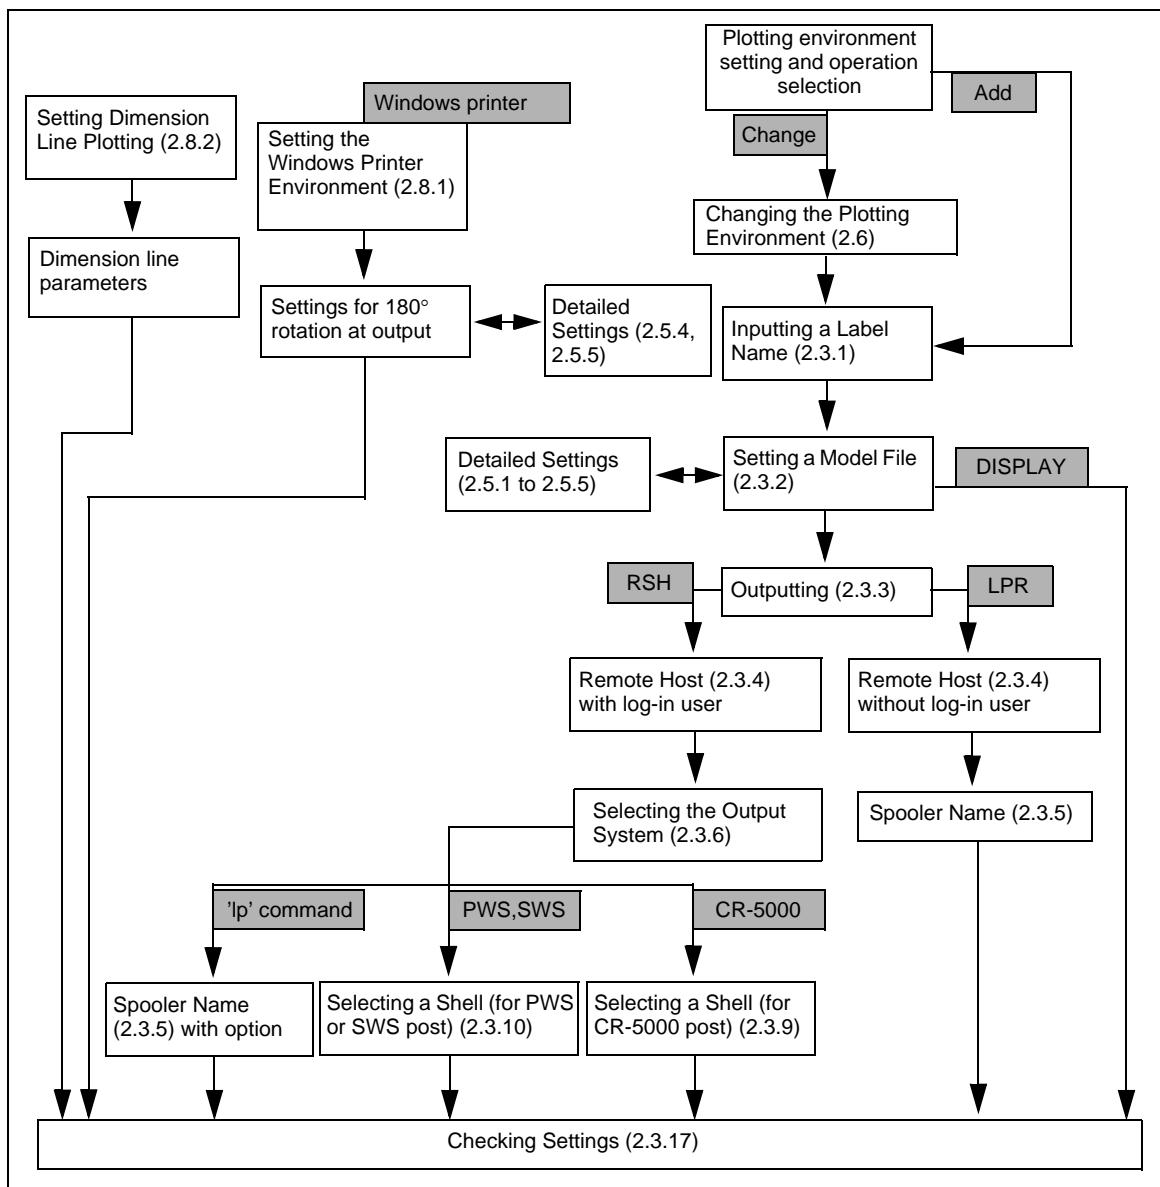 Plotting environment
setting and operation
selection
Add
Change
Windows printer
Setting Dimension
Line Plotting (2.8.2)
Setting the
Windows Printer
Environment (2.8.1)
Changing the Plotting
Environment (2.6)
Dimension line
parameters
Settings for 180°
rotation at output
Detailed
Settings (2.5.4,
2.5.5)
Inputting a Label
Name (2.3.1)
Detailed Settings
(2.5.1 to 2.5.5)
Setting a Model File
(2.3.2)
DISPLAY
RSH
Outputting (2.3.3)
LPR
Remote Host (2.3.4)
with log-in user
Remote Host (2.3.4)
without log-in user
Selecting the Output
System (2.3.6)
Spooler Name (2.3.5)
’lp’ command
PWS,SWS
CR-5000
Spooler Name
(2.3.5) with option
Selecting a Shell (for PWS
or SWS post) (2.3.10)
Selecting a Shell (for
CR-5000 post) (2.3.9)
Checking Settings (2.3.17)